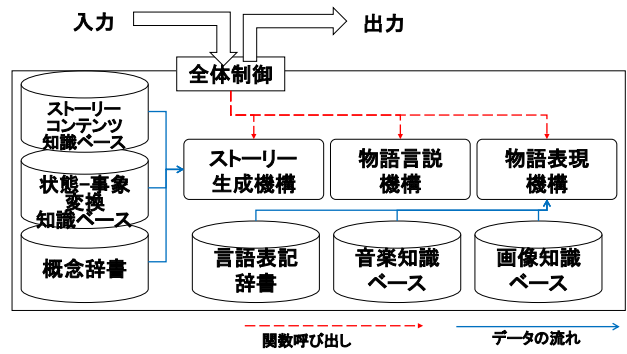 入力
出力
全体制御
ストーリー
コンテンツ
知識ベース
状態-事象
変換
知識ベース
概念辞書
ストーリー
生成機構
物語言説
機構
物語表現
機構
言語表記
辞書
音楽知識
ベース
画像知識
ベース
関数呼び出し
データの流れ